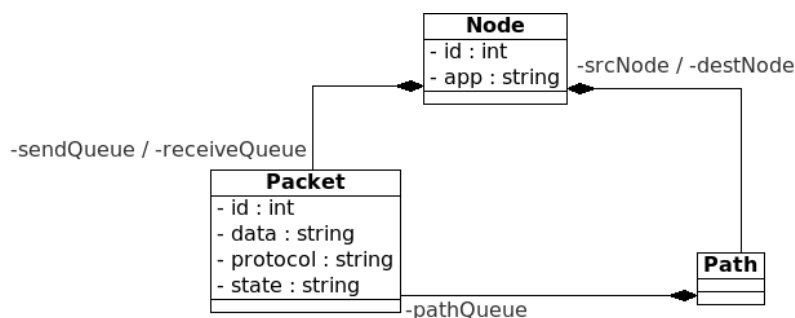 Node
- id : int
- app : string
-srcNode / -destNode
-sendQueue / -receiveQueue
Packet
- id : int
- data : string
- protocol : string
- state : string
Path
-pathQueue